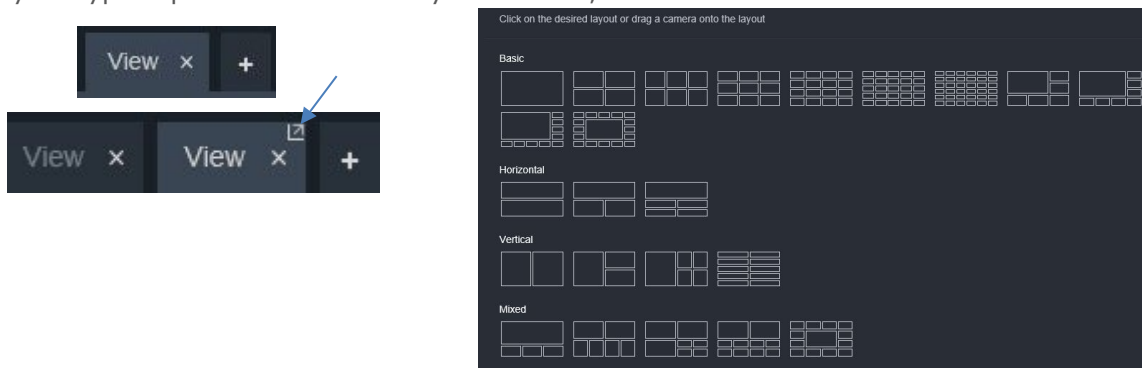 View × +
View × View × +
Click on the desired layout or drag a camera onto the layout
Basic
Horizontal
Vertical
Mixed